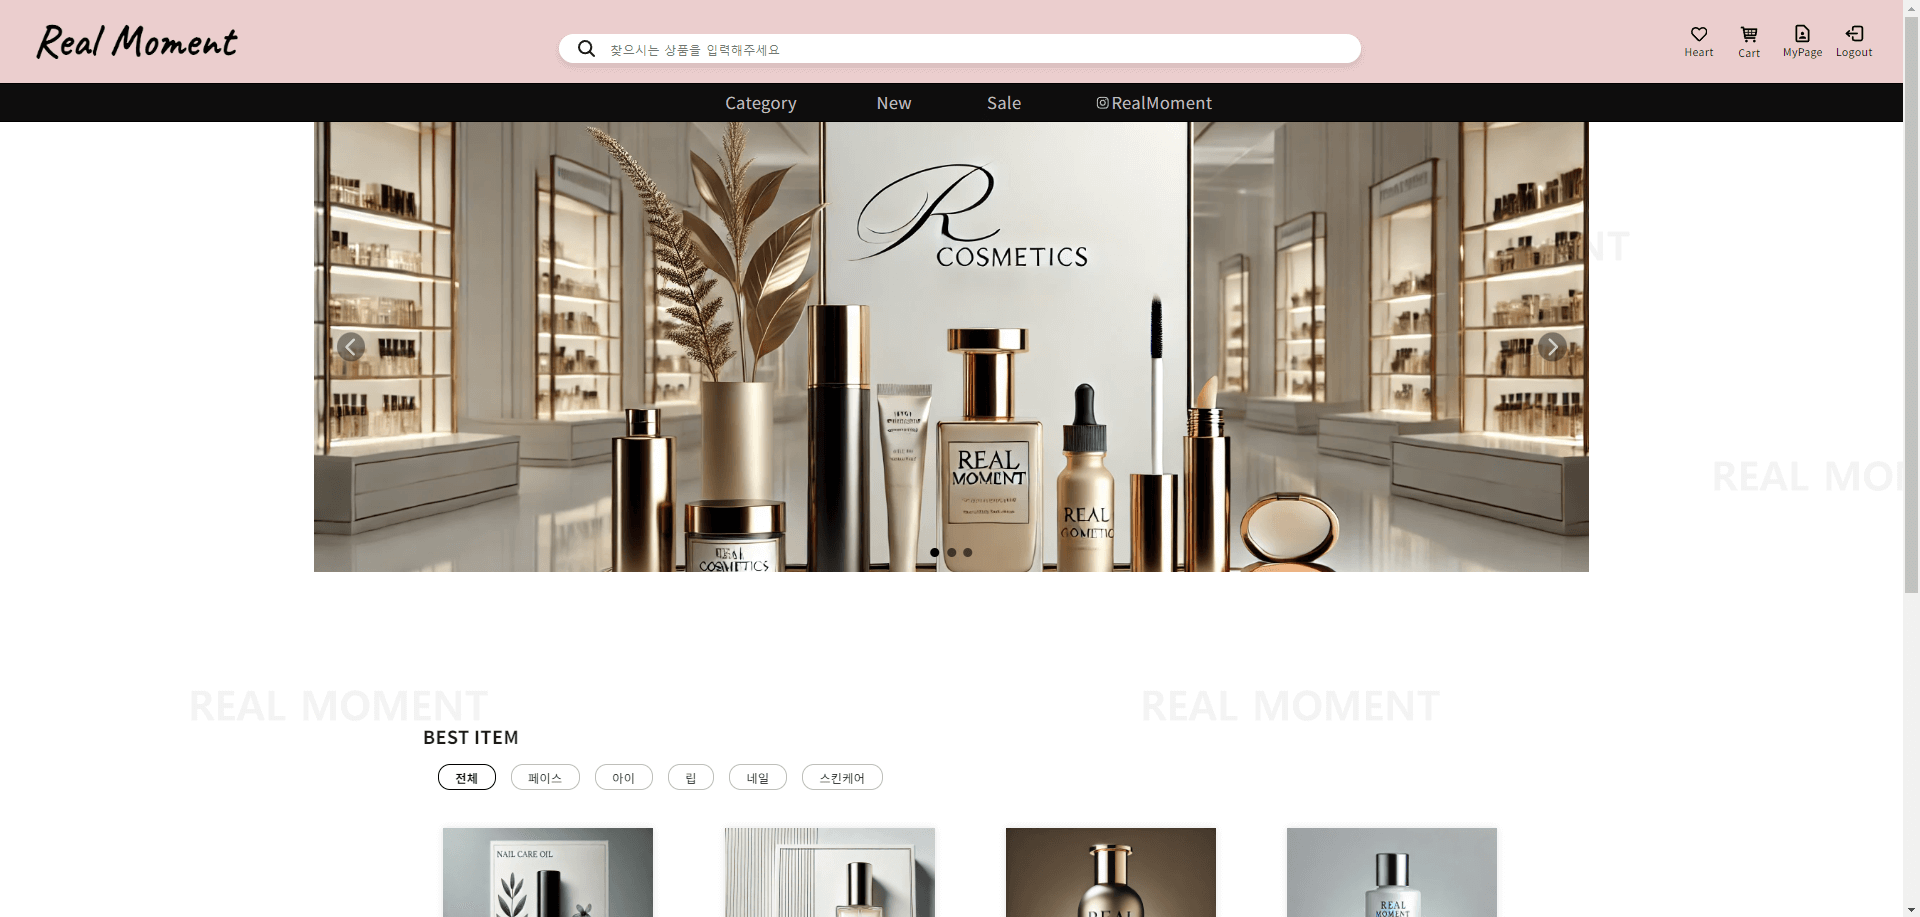 Real Moment
찾으시는 상품을 입력해주세요
Heart
Cart
MyPage
Logout
Category
New
Sale
RealMoment
R
COSMETICS
NT
REAL MOI
REAL
MOMENT
REAL
COSMETICS
REAL MOMENT
REAL MOMENT
BEST ITEM
전체
페이스
아이
립
네일
스킨케어
NAIL CARE OIL
REAL
REAL
MOMENT